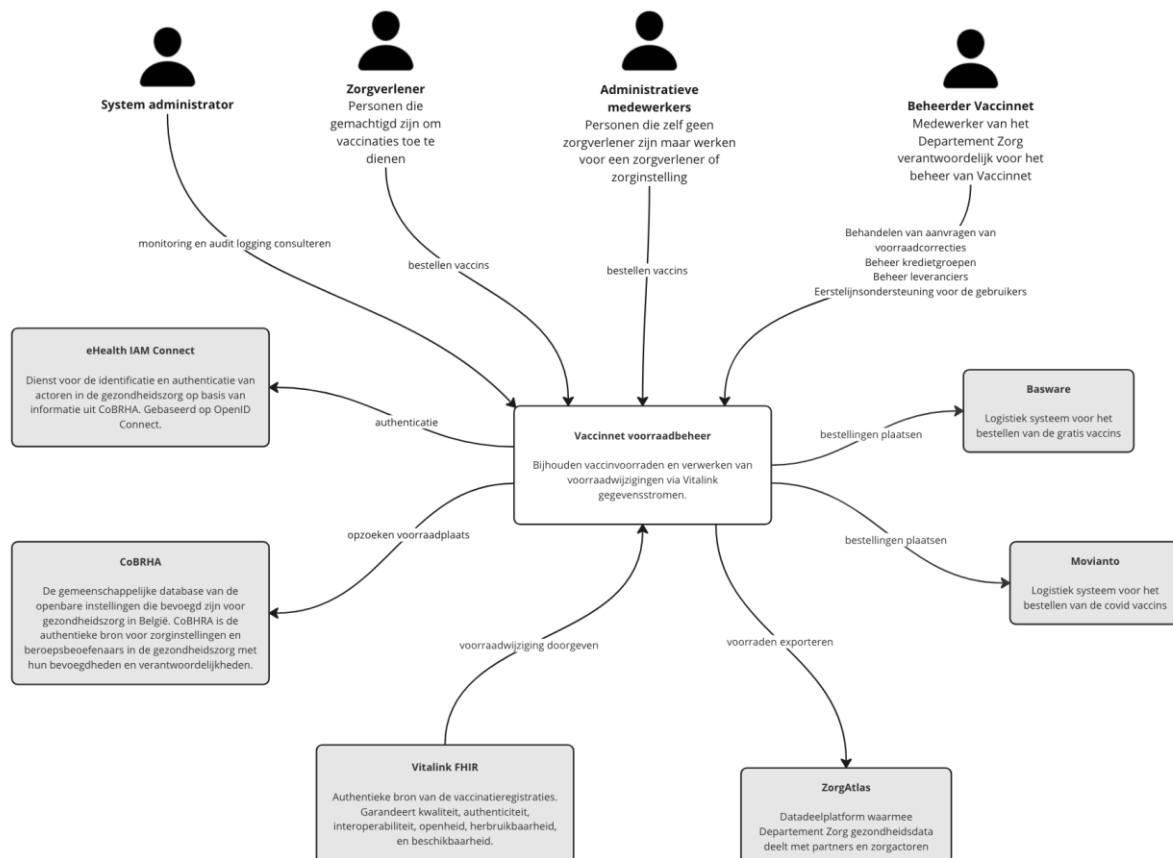 System administrator
Zorgverlener
Personen die
gemachtigd zijn om
vaccinaties toe te
dienen
Administratieve
medewerkers
Personen die zelf geen
zorgverlener zijn maar werken
voor een zorgverlener of
zorginstelling
Beheerder Vaccinnet
Medewerker van het
Departement Zorg
verantwoordelijk voor het
beheer van Vaccinnet
monitoring en audit logging consulteren
bestellen vaccins
bestellen vaccins
Behandelen van aanvragen van
voorraadcorrecties
Beheer kredietgroepen
Beheer leveranciers
Eerstelijnsondersteuning voor de gebruikers
eHealth IAM Connect
Dienst voor de identificatie en authenticatie van
actoren in de gezondheidszorg op basis van
informatie uit CoBRHA. Gebaseerd op OpenID
Connect.
authenticatie
Vaccinnet voorraadbeheer
Bijhouden vaccinvoorraden en verwerken van
voorraadwijzigingen via Vitalink
gegevensstromen.
bestellingen plaatsen
Basware
Logistiek systeem voor het
bestellen van de gratis vaccins
opzoeken voorraadplaats
bestellingen plaatsen
CoBRHA
De gemeenschappelijke database van de
openbare instellingen die bevoegd zijn voor
gezondheidszorg in België. CoBHRA is de
authentieke bron voor zorginstellingen en
beroepsbeoefenaars in de gezondheidszorg met
hun bevoegdheden en verantwoordelijkheden.
Movianto
Logistiek systeem voor het
bestellen van de covid vaccins
voorraadwijziging doorgeven
voorraden exporteren
Vitalink FHIR
Authentieke bron van de vaccinatieregistraties.
Garandeert kwaliteit, authenticiteit,
interoperabiliteit, openheid, herbruikbaarheid,
en beschikbaarheid.
ZorgAtlas
Datadeelplatform waarmee
Departement Zorg gezondheidsdata
deelt met partners en zorgactoren